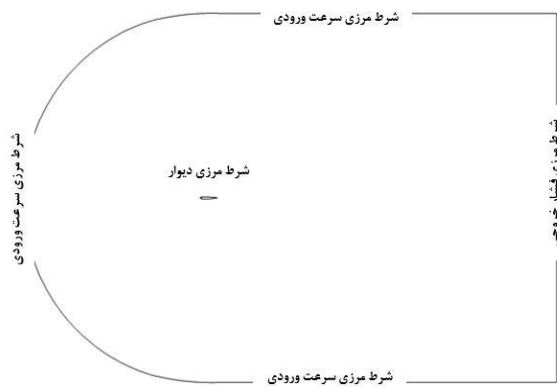 شرط مرزی سرعت ورودی
شرط مرزی دیوار
شرط مرزی سرعت ورودی
شرط مرزی فشار خروجی
شرط مرزی سرعت ورودی